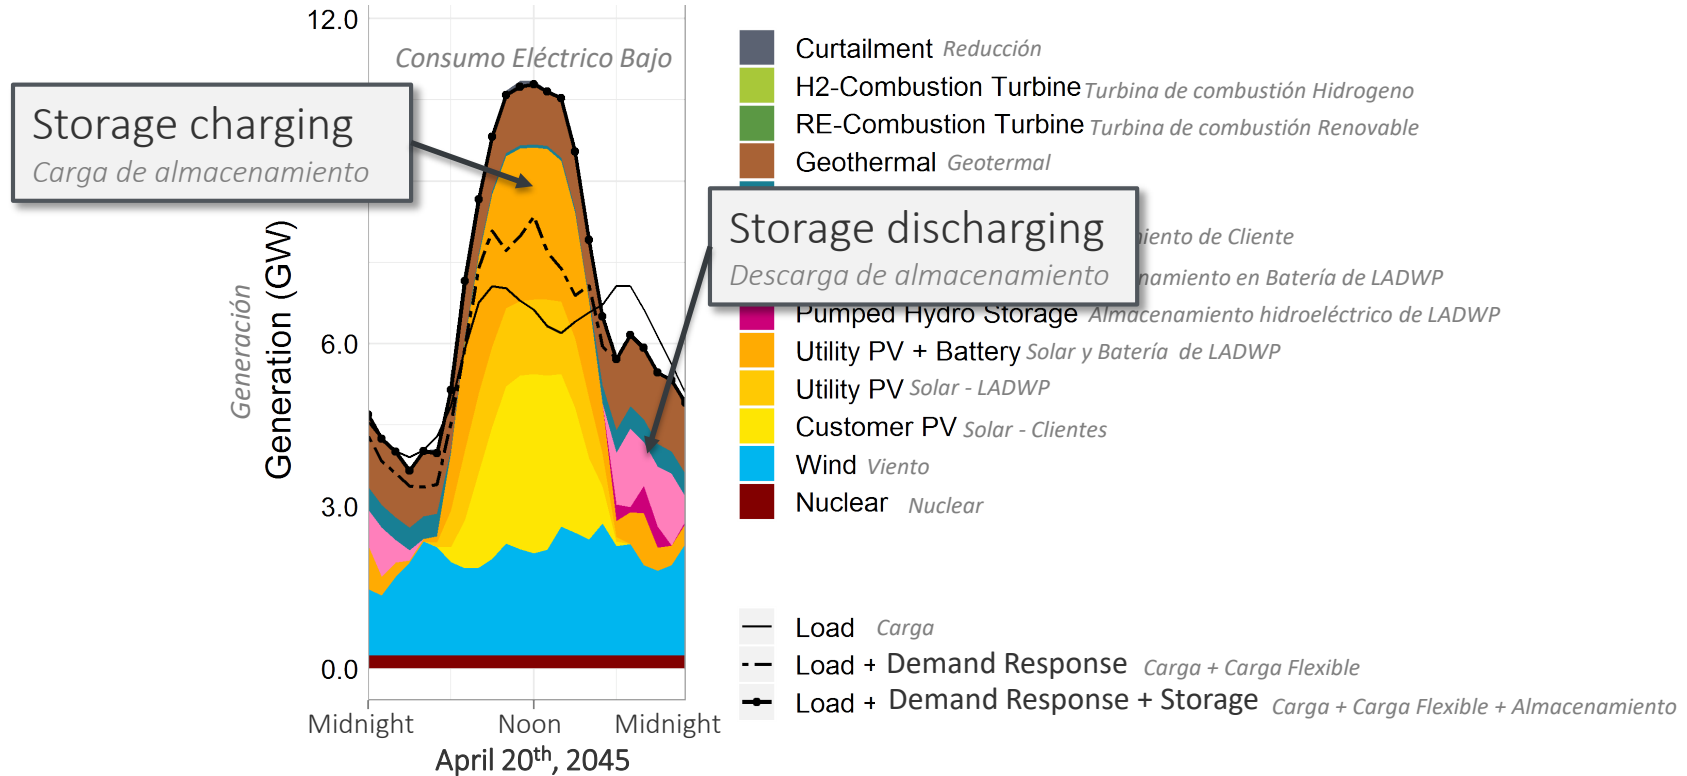 12.0
Consumo Eléctrico Bajo
Storage charging
Carga de almacenamiento
6.0
3.0
0.0
Generación
Generation (GW)
Midnight
Noon
Midnight
April 20th, 2045
Storage discharging
Descarga de almacenamiento
Curtailment Reducción
H2-Combustion Turbine Turbina de combustión Hidrogeno
RE-Combustion Turbine Turbina de combustión Renovable
Geothermal Geotermal
de Cliente
en Batería de LADWP
Pumped Hydro Storage Almacenamiento hidroeléctrico de LADWP
Utility PV + Battery Solar y Batería de LADWP
Utility PV Solar - LADWP
Customer PV Solar - Clientes
Wind Viento
Nuclear Nuclear
Load Carga
Load + Demand Response Carga + Carga Flexible
Load + Demand Response + Storage Carga + Carga Flexible + Almacenamiento